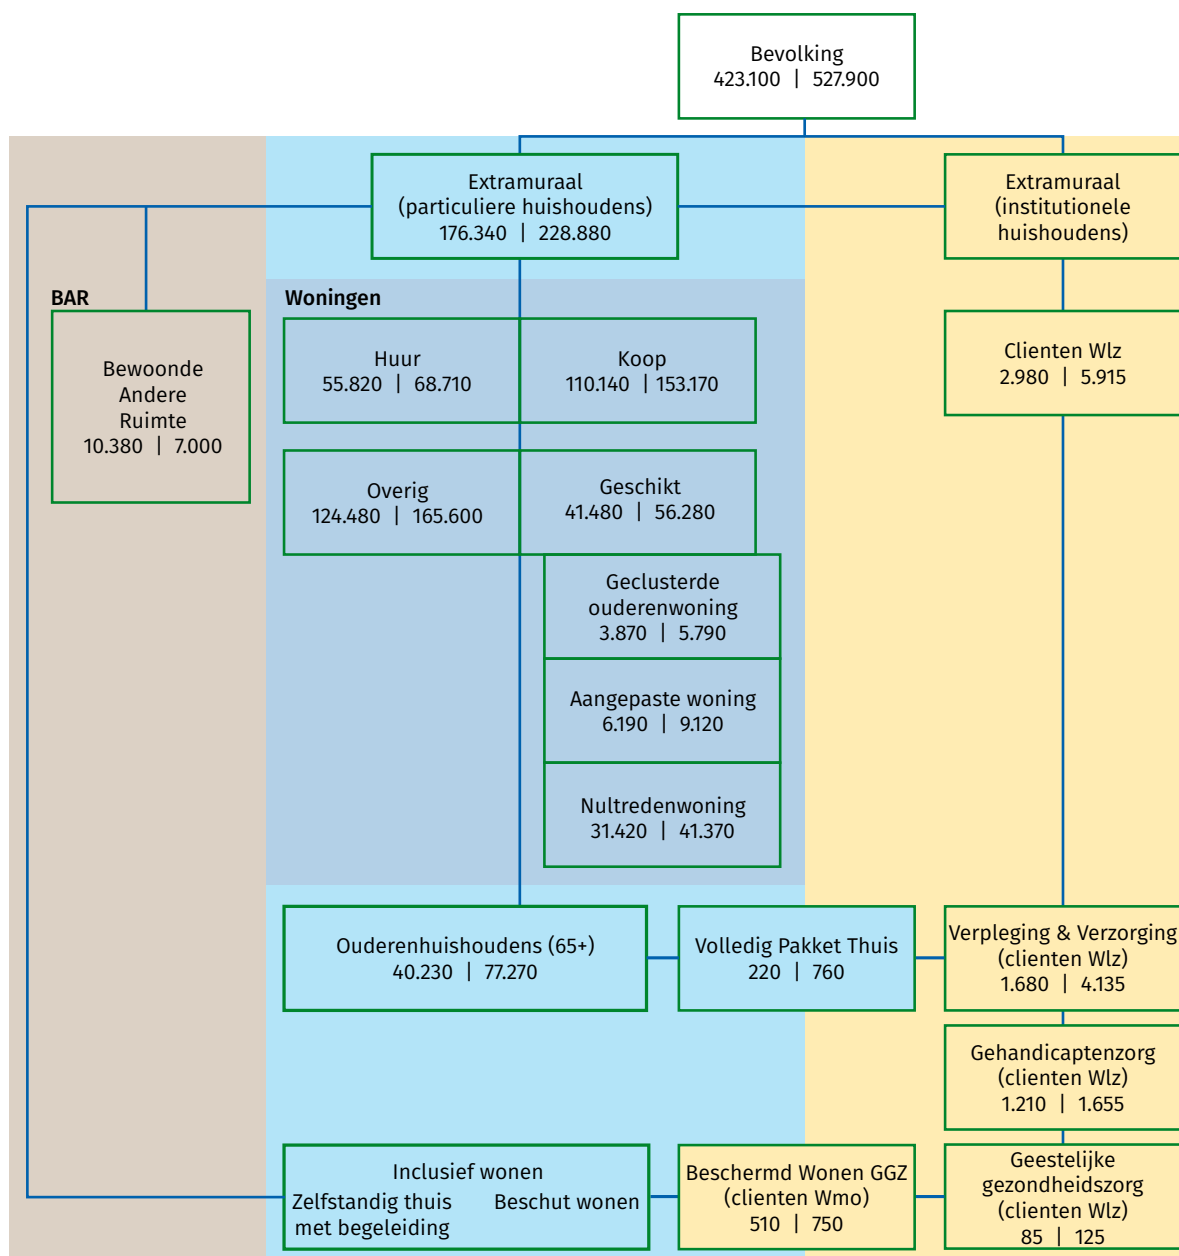 Bevolking
423.100 | 527.900
Extramuraal
(particuliere huishoudens)
176.340 | 228.880
Extramuraal
(institutionele
huishoudens)
BAR
Bewoonde
Andere
Ruimte
10.380 | 7.000
Woningen
Huur
55.820 | 68.710
Koop
110.140 | 153.170
Clienten Wlz
2.980 | 5.915
Overig
124.480 | 165.600
Geschikt
41.480 | 56.280
Geclusterde
ouderenwoning
3.870 | 5.790
Aangepaste woning
6.190 | 9.120
Nultredenwoning
31.420 | 41.370
Ouderenhuishoudens (65+)
40.230 | 77.270
Volledig Pakket Thuis
220 | 760
Verpleging & Verzorging
(clienten Wlz)
1.680 | 4.135
Gehandicaptenzorg
(clienten Wlz)
1.210 | 1.655
Inclusief wonen
Zelfstandig thuis
met begeleiding
Beschut wonen
Beschermd Wonen GGZ
(clienten Wmo)
510 | 750
Geestelijke
gezondheidszorg
(clienten Wlz)
85 | 125